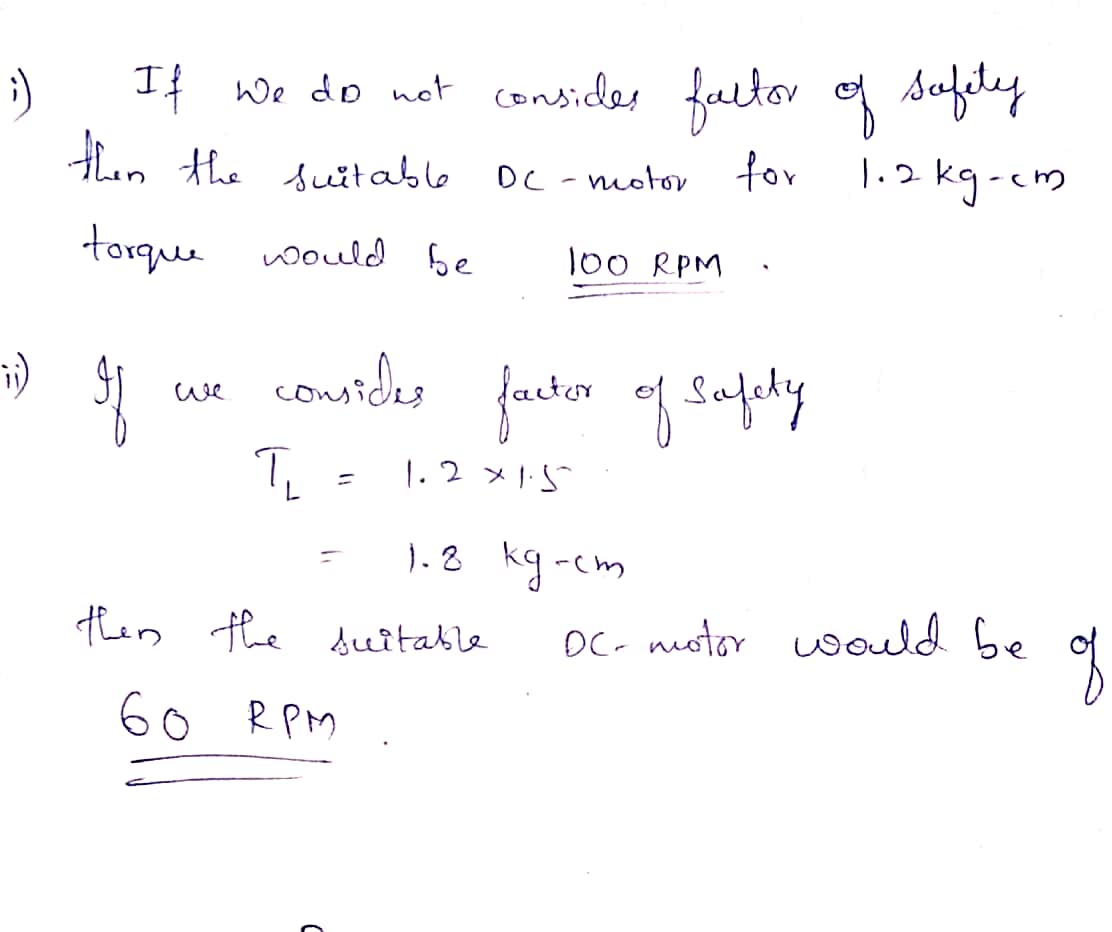 i) If we do not consider factor of safety
then the suitable DC-motor for 1.2 kg-cm
torque would be 100 RPM.
ii) If we consider factor of safety
T_L = 1.2 × 1.5
= 1.8 kg-cm
then the suitable DC-motor would be of
60 RPM.